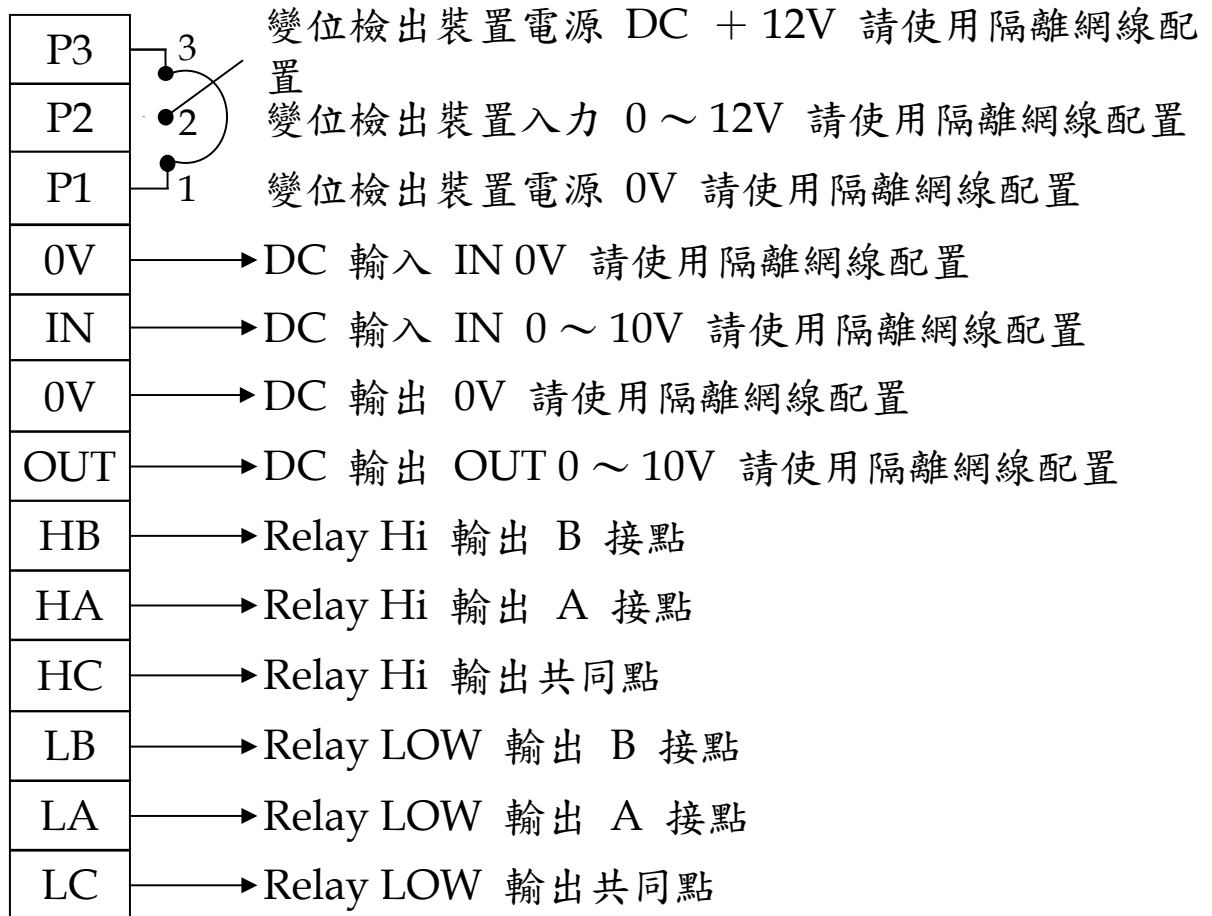 P3 3 變位檢出裝置電源 DC ＋12V 請使用隔離網線配
置
P2 2 變位檢出裝置入力 0～12V 請使用隔離網線配置
P1 1 變位檢出裝置電源 0V 請使用隔離網線配置
0V DC 輸入 IN 0V 請使用隔離網線配置
IN DC 輸入 IN 0～10V 請使用隔離網線配置
0V DC 輸出 0V 請使用隔離網線配置
OUT DC 輸出 OUT 0～10V 請使用隔離網線配置
HB Relay Hi 輸出 B 接點
HA Relay Hi 輸出 A 接點
HC Relay Hi 輸出共同點
LB Relay LOW 輸出 B 接點
LA Relay LOW 輸出 A 接點
LC Relay LOW 輸出共同點